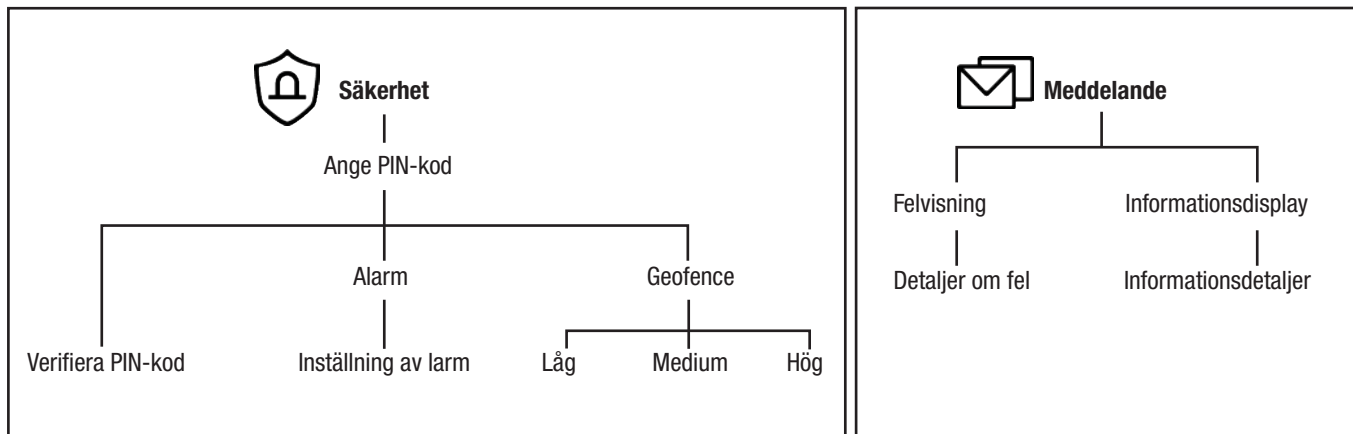 Säkerhet
Ange PIN-kod
Alarm
Geofence
Verifiera PIN-kod
Inställning av larm
Låg
Medium
Hög
Meddelande
Felvisning
Informationsdisplay
Detaljer om fel
Informationsdetaljer